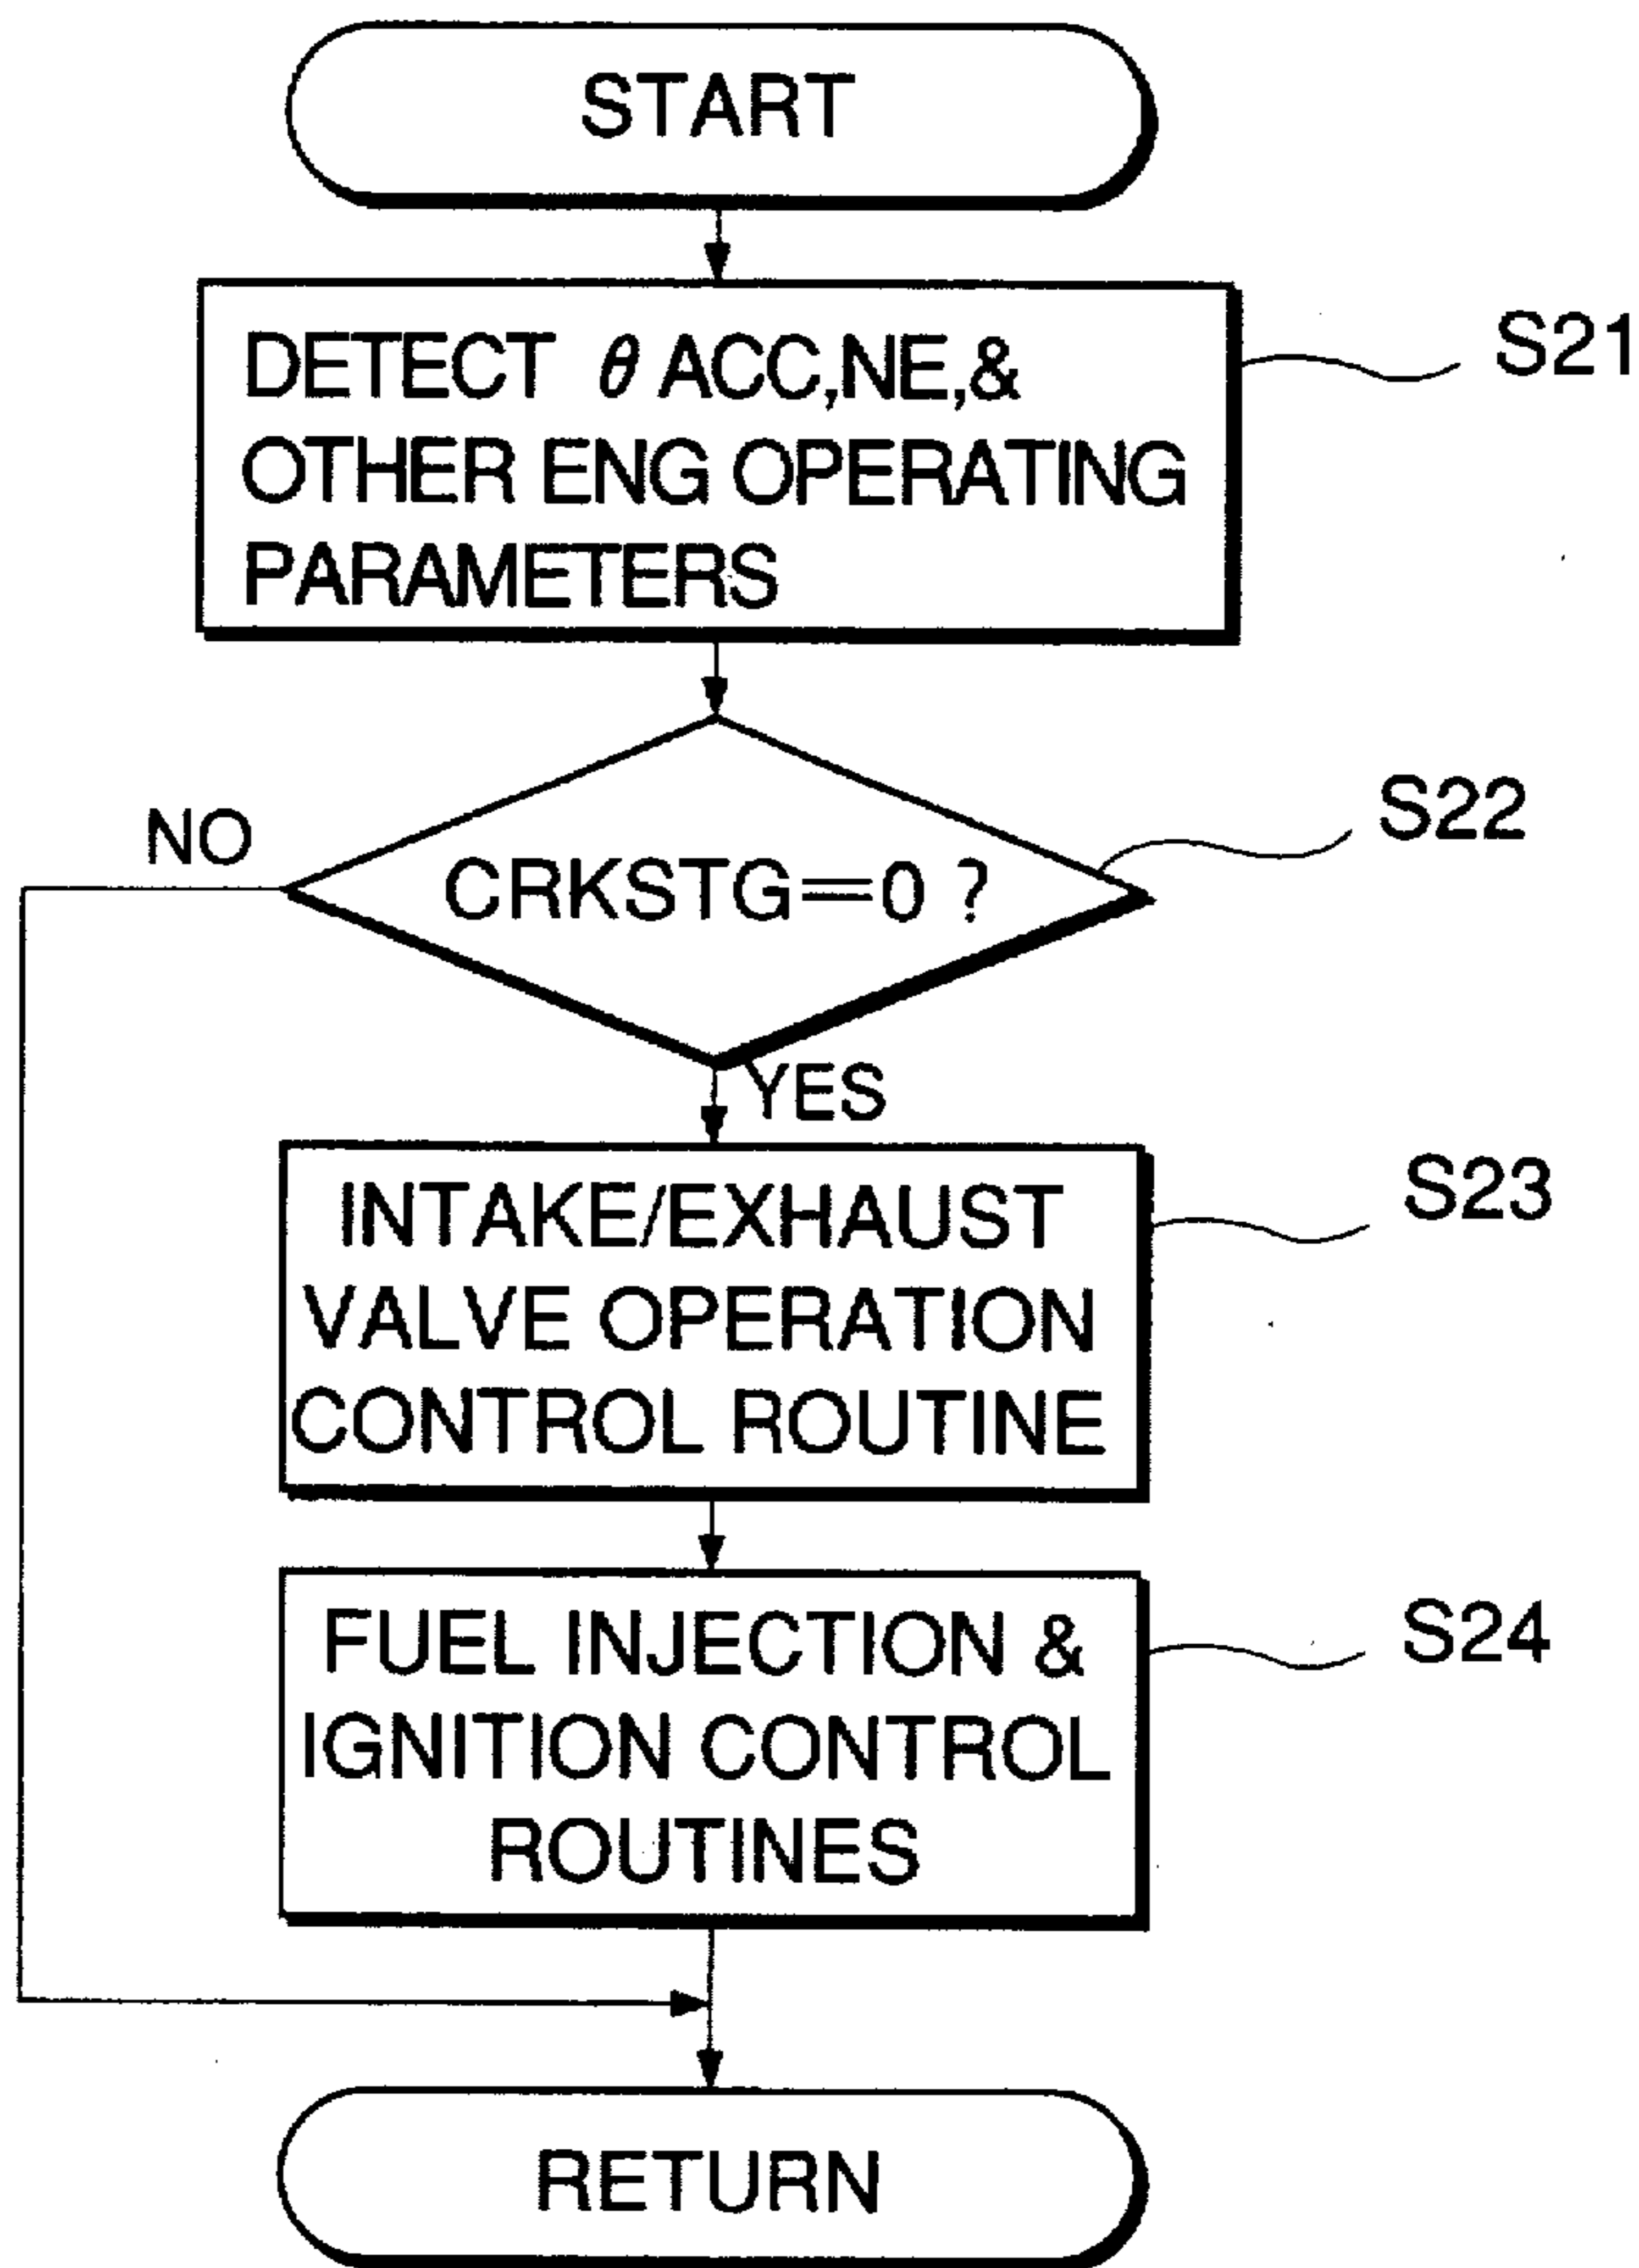 START
DETECT θ ACC,NE,&
OTHER ENG OPERATING
PARAMETERS
S21
CRKSTG=0 ?
S22
NO
YES
INTAKE/EXHAUST
VALVE OPERATION
CONTROL ROUTINE
S23
FUEL INJECTION &
IGNITION CONTROL
ROUTINES
S24
RETURN